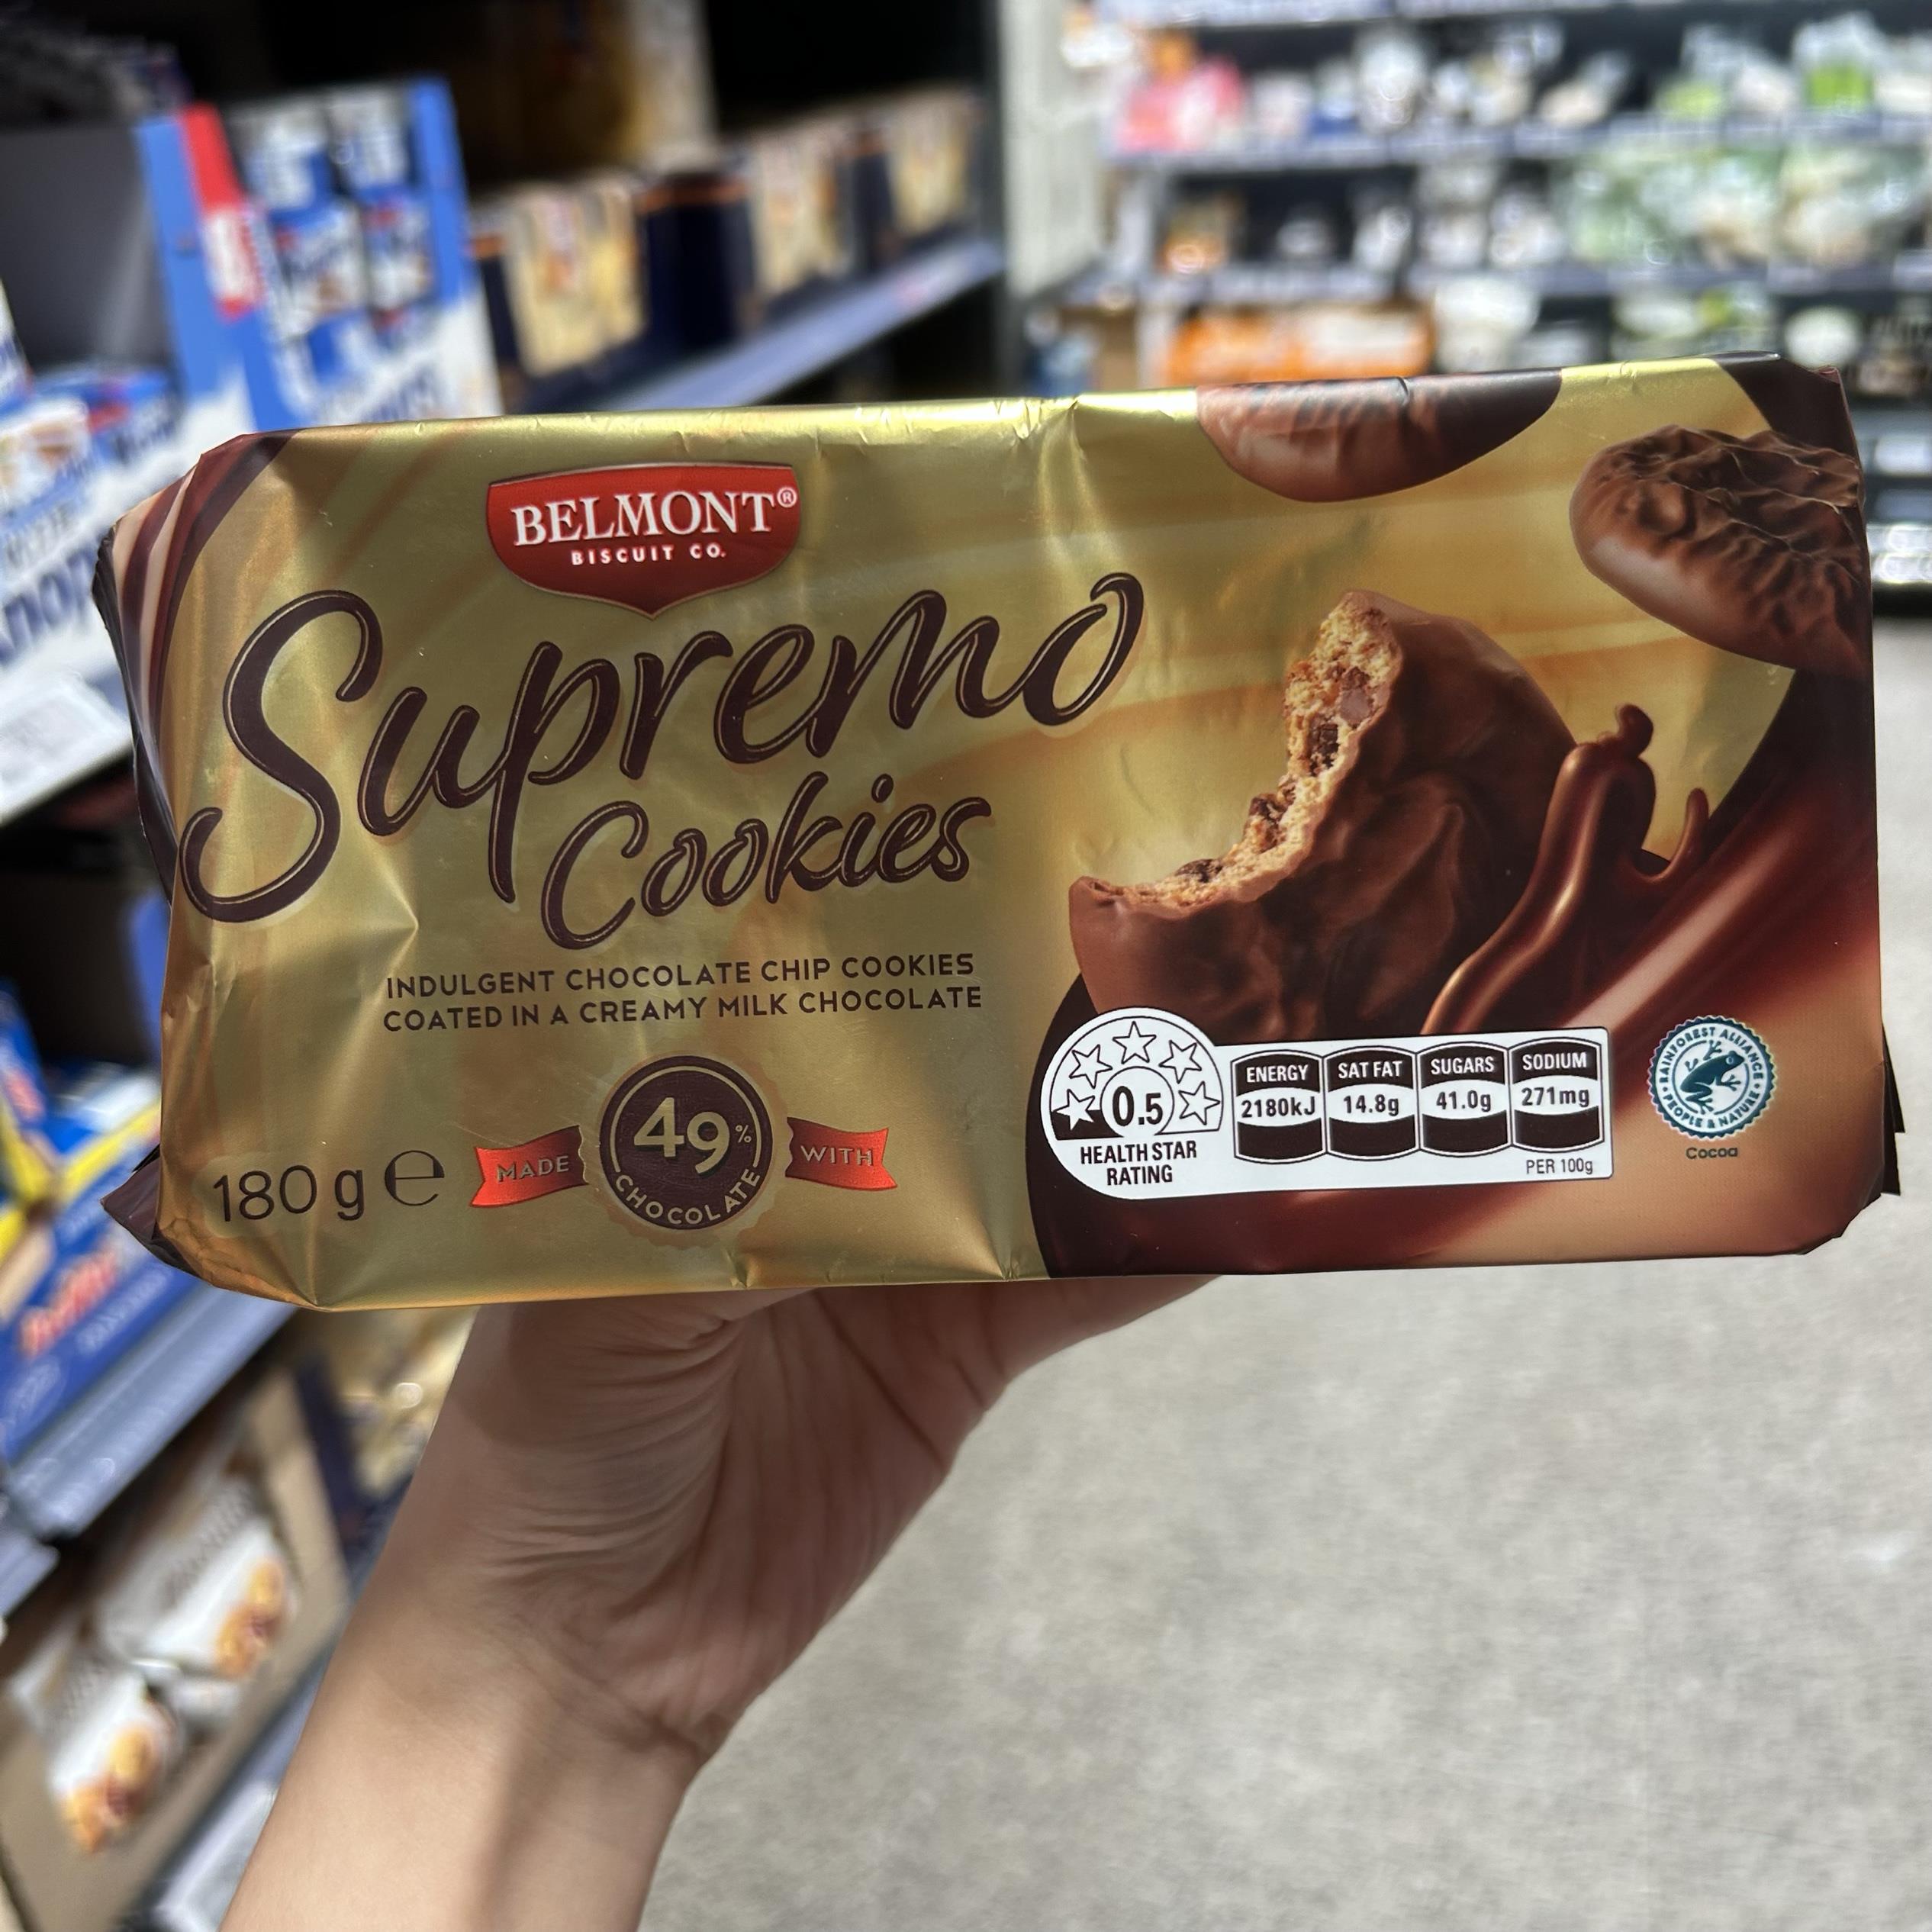 BELMONT®
BISCUIT CO.
Supremo
Cookies
INDULGENT CHOCOLATE CHIP COOKIES
COATED IN A CREAMY MILK CHOCOLATE
180 g e
MADE
49%
CHOCOLATE
WITH
0.5
HEALTH STAR
RATING
ENERGY
2180kJ
SAT FAT
14.8g
SUGARS
41.0g
SODIUM
271mg
PER 100g
RAINFOREST ALLIANCE
PEOPLE & NATURE
Cocoa